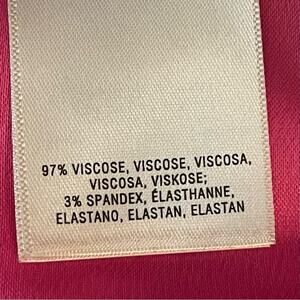 97% VISCOSE, VISCOSE, VISCOSA,
VISCOSA, VISKOSE;
3% SPANDEX, ÉLASTHANNE,
ELASTANO, ELASTAN, ELASTAN